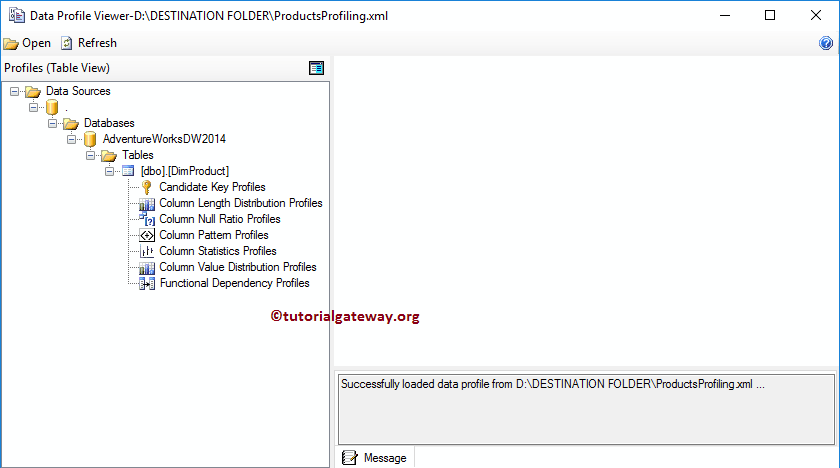 Data Profile Viewer-D:\DESTINATION FOLDER\ProductsProfiling.xml
Open Refresh
Profiles (Table View)
Data Sources
.
Databases
AdventureWorksDW2014
Tables
[dbo].[DimProduct]
Candidate Key Profiles
Column Length Distribution Profiles
Column Null Ratio Profiles
Column Pattern Profiles
Column Statistics Profiles
Column Value Distribution Profiles
Functional Dependency Profiles
©tutorialgateway.org
Successfully loaded data profile from D:\DESTINATION FOLDER\ProductsProfiling.xml ...
Message